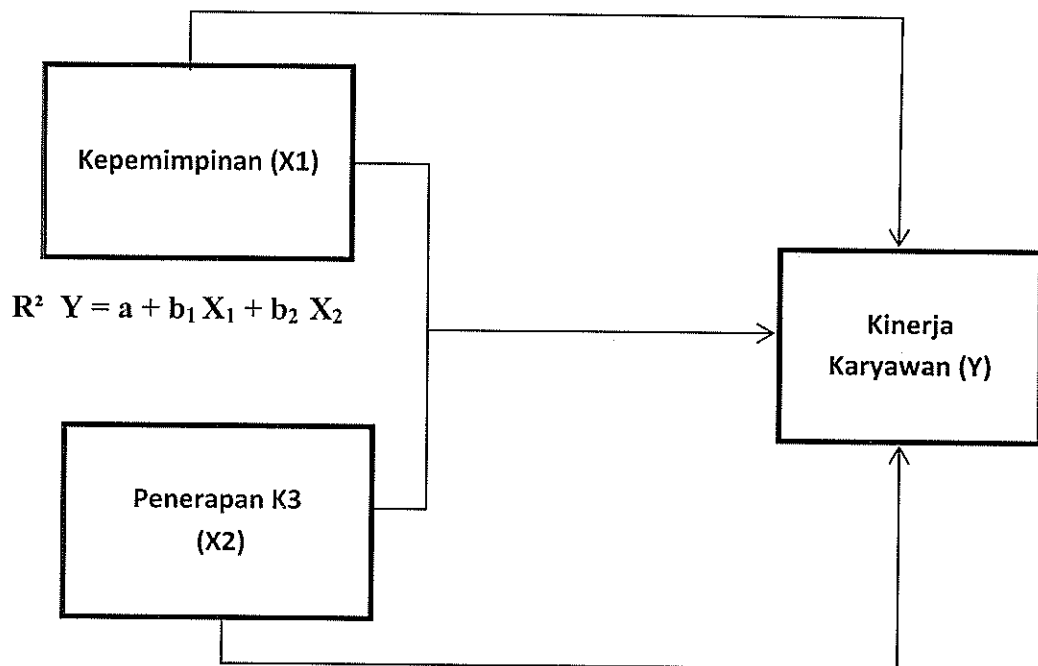 Kepemimpinan (X1)
R² Y = a + b₁ X₁ + b₂ X₂
Kinerja
Karyawan (Y)
Penerapan K3
(X2)